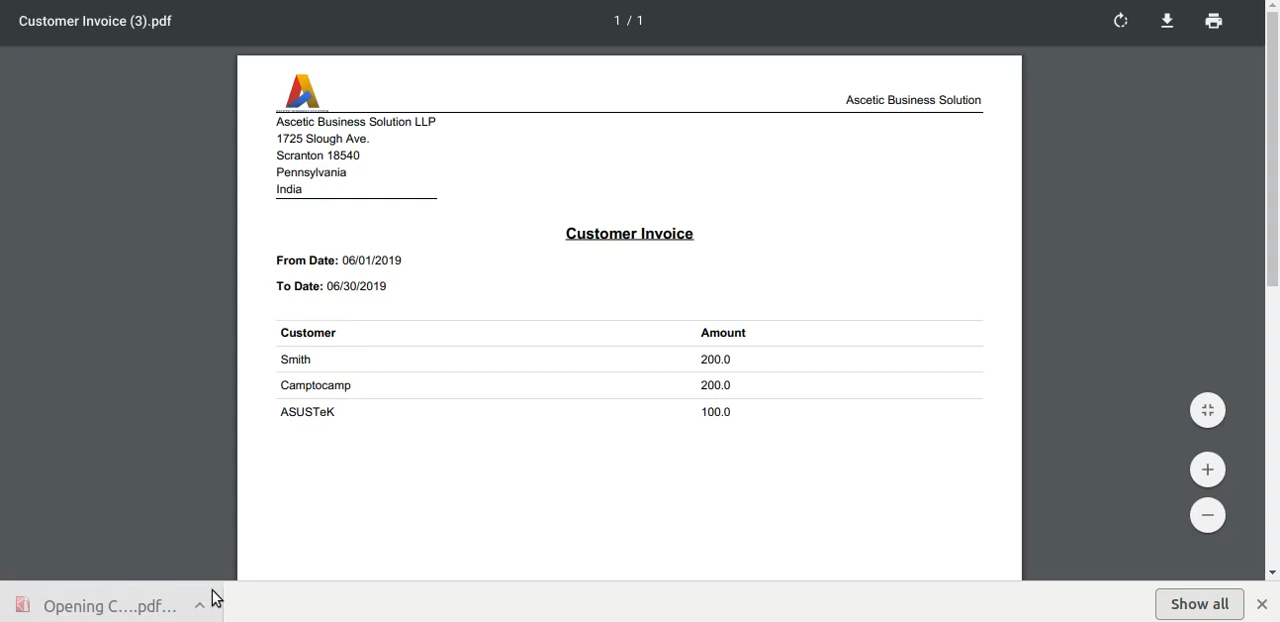 Customer Invoice (3).pdf
1 / 1
Ascetic Business Solution
Ascetic Business Solution LLP
1725 Slough Ave.
Scranton 18540
Pennsylvania
India
Customer Invoice
From Date: 06/01/2019
To Date: 06/30/2019
Customer Amount
Smith 200.0
Camptocamp 200.0
ASUSTeK 100.0
Opening C....pdf...
Show all